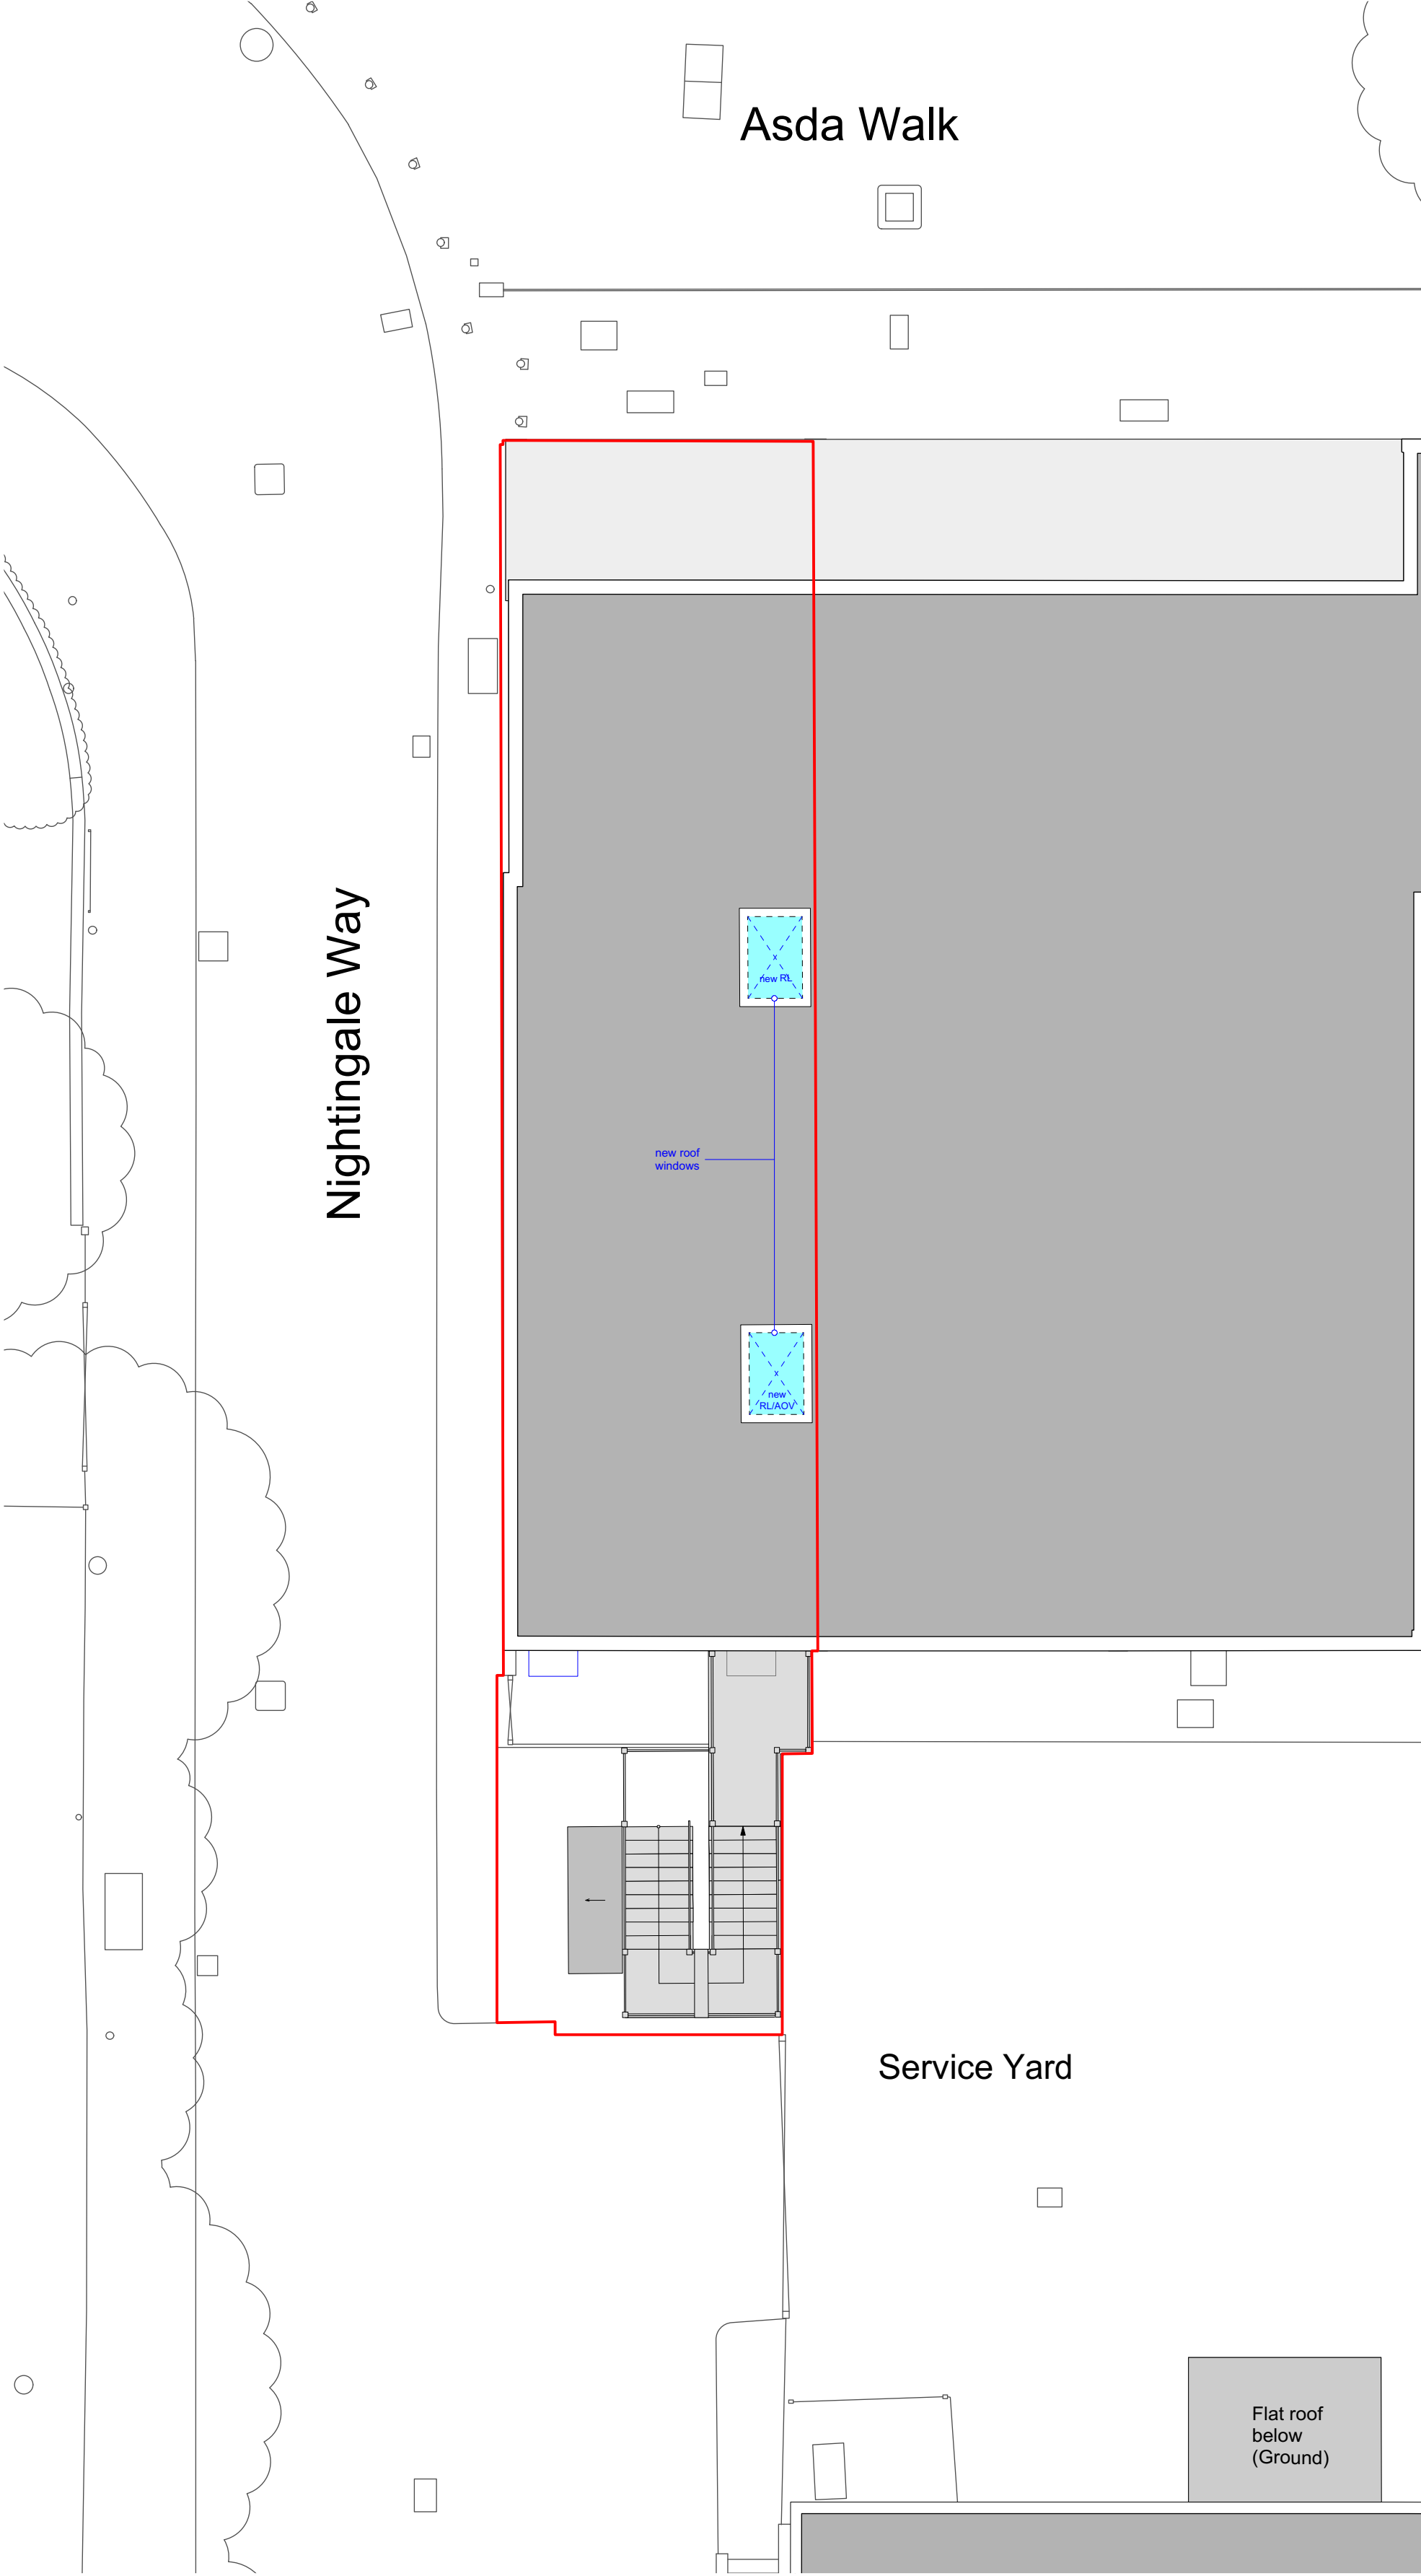 Asda Walk
Nightingale Way
new RL
new roof
windows
new
RL/AOV
Service Yard
Flat roof
below
(Ground)